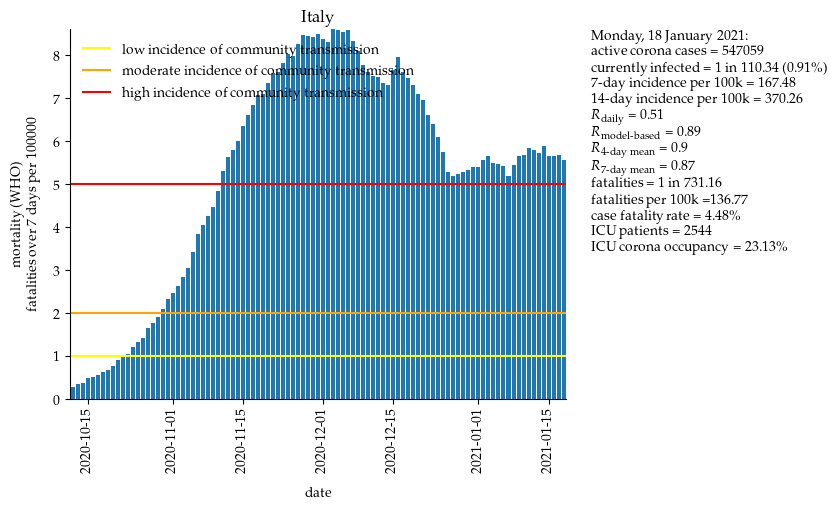 Italy
low incidence of community transmission
moderate incidence of community transmission
high incidence of community transmission
mortality (WHO)
fatalities over 7 days per 100000
8
7
6
5
4
3
2
1
0
2020-10-15
2020-11-01
2020-11-15
2020-12-01
2020-12-15
2021-01-01
2021-01-15
date
Monday, 18 January 2021:
active corona cases = 547059
currently infected = 1 in 110.34 (0.91%)
7-day incidence per 100k = 167.48
14-day incidence per 100k = 370.26
R daily = 0.51
R model-based = 0.89
R 4-day mean = 0.9
R 7-day mean = 0.87
fatalities = 1 in 731.16
fatalities per 100k =136.77
case fatality rate = 4.48%
ICU patients = 2544
ICU corona occupancy = 23.13%